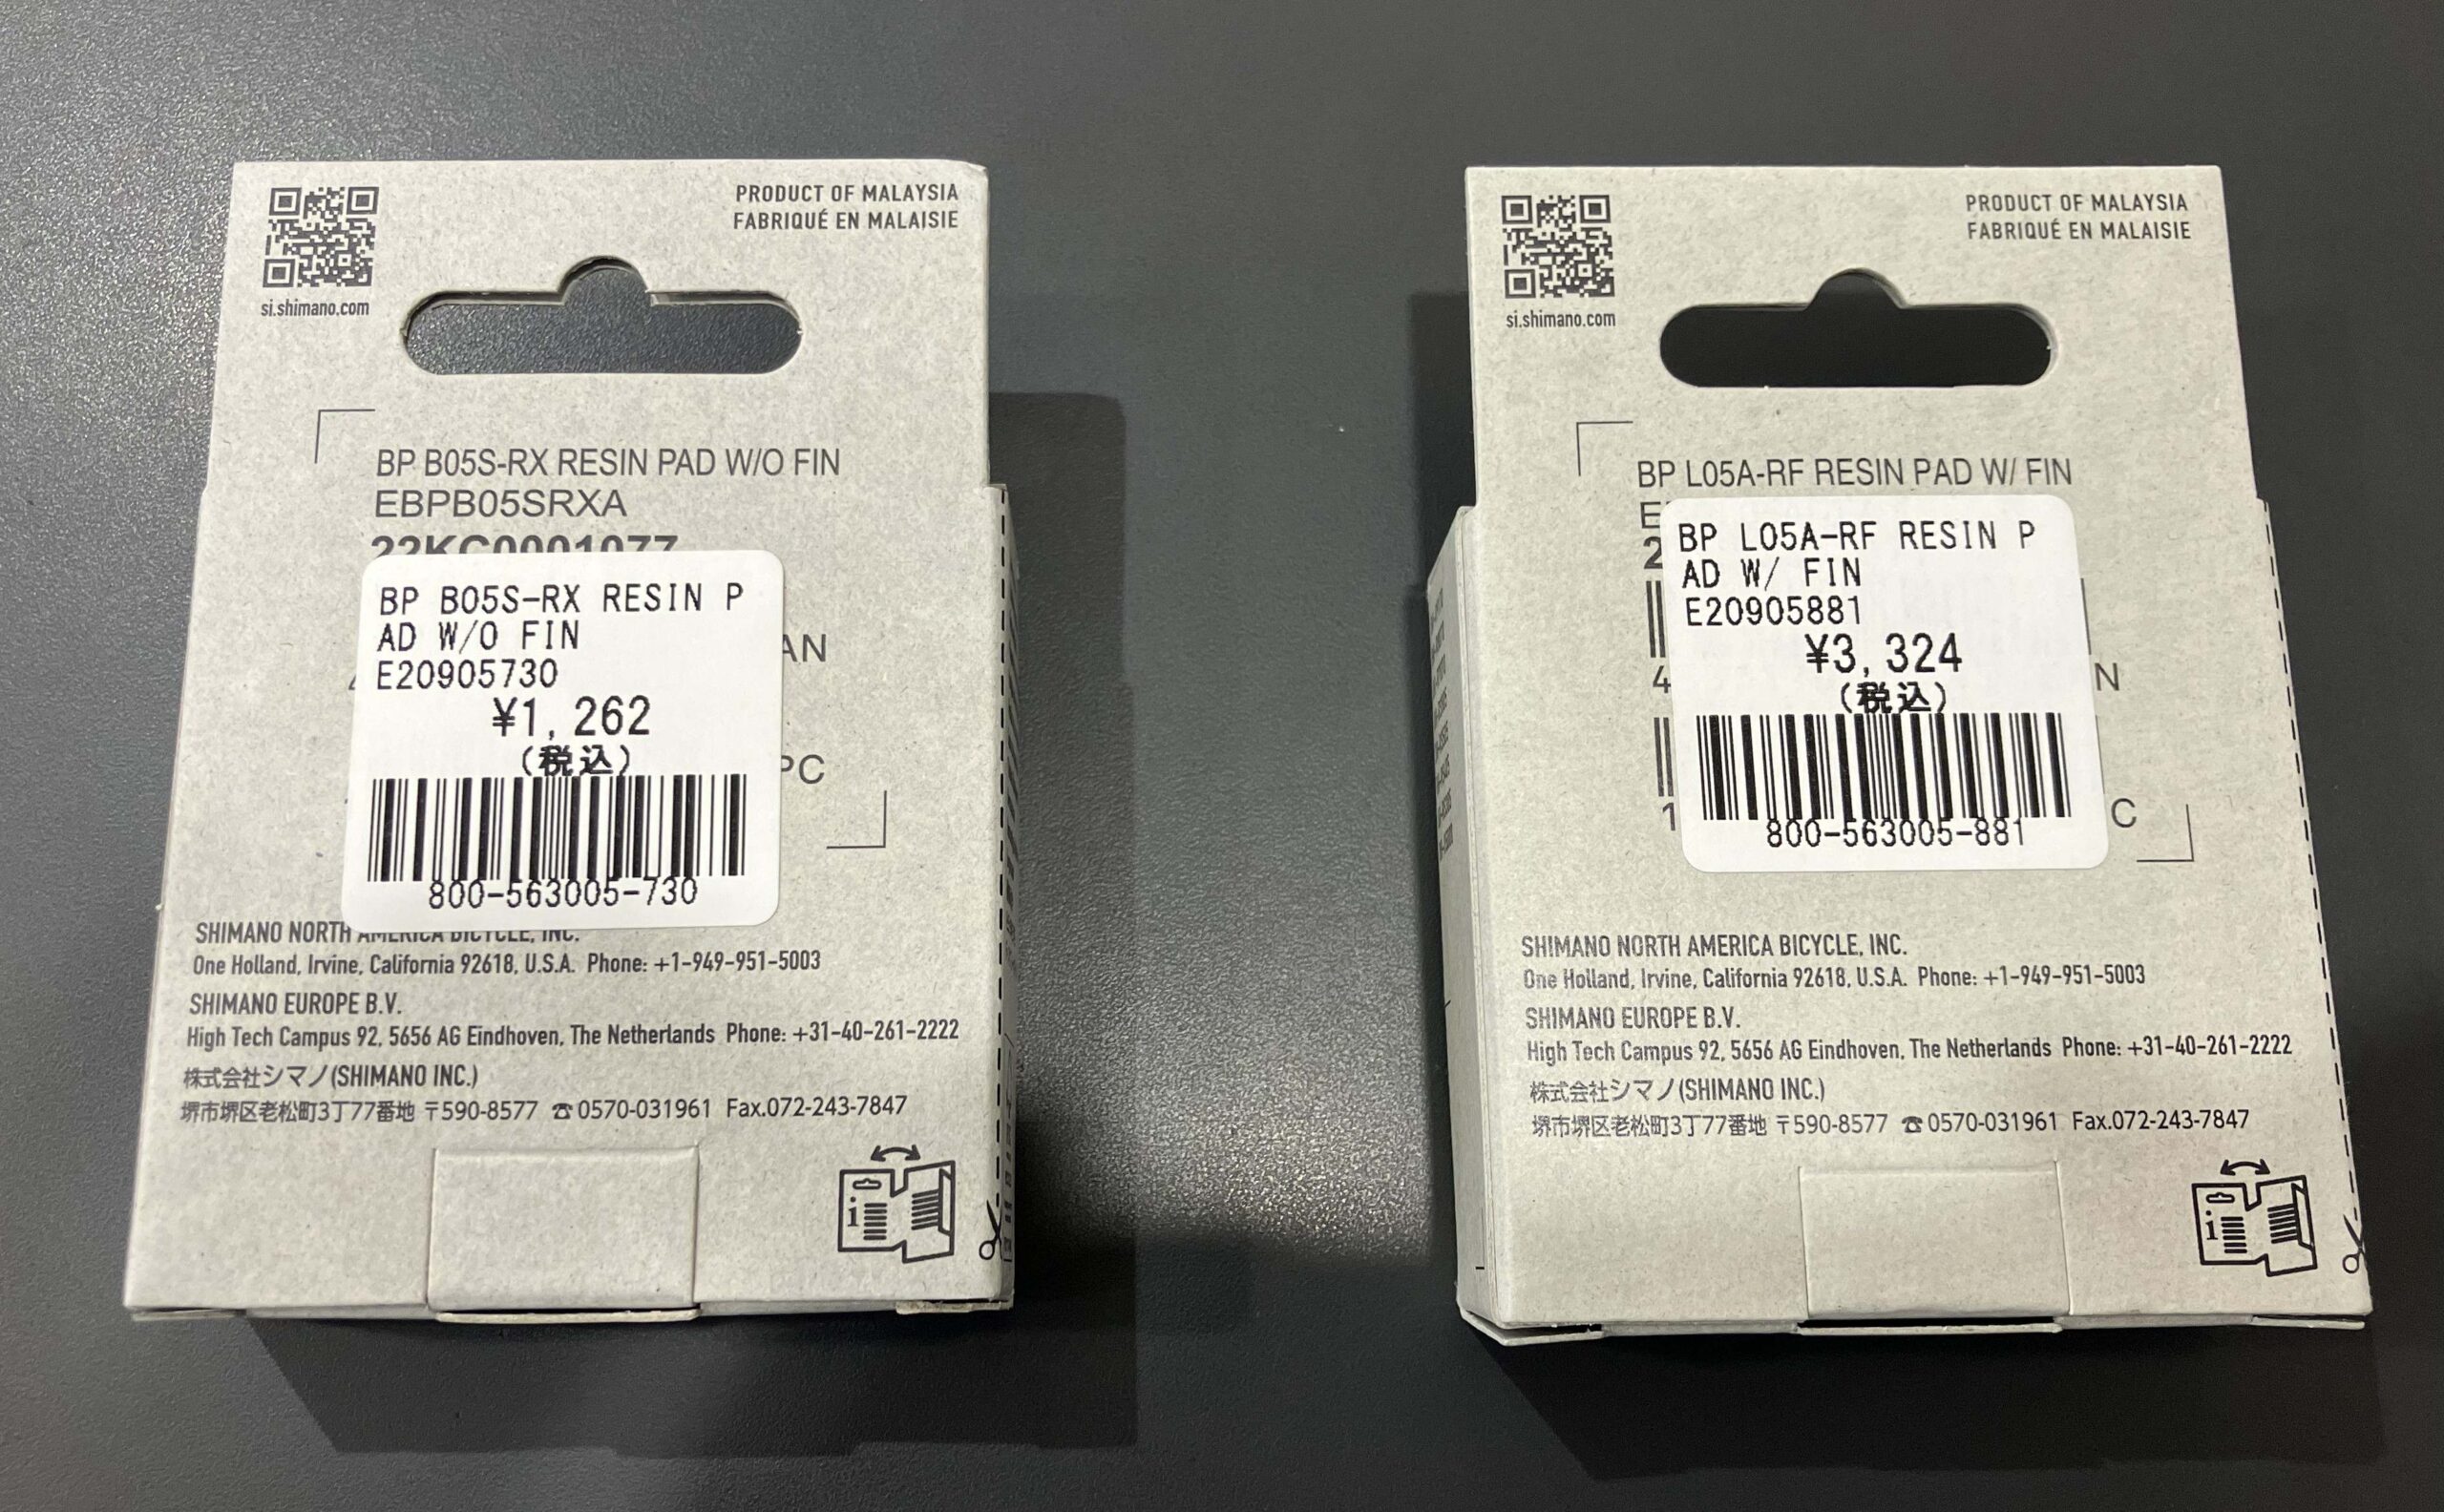 si.shimano.com
PRODUCT OF MALAYSIA
FABRIQUÉ EN MALAISIE
BP B05S-RX RESIN PAD W/O FIN
EBPB05SRXA
22KC0001077
BP B05S-RX RESIN P
AD W/O FIN
E20905730
¥1,262
(税込)
800-563005-730
AN
PC
SHIMANO NORTH AMERICA BICYCLE, INC.
One Holland, Irvine, California 92618, U.S.A. Phone: +1-949-951-5003
SHIMANO EUROPE B.V.
High Tech Campus 92, 5656 AG Eindhoven, The Netherlands Phone: +31-40-261-2222
株式会社シマノ(SHIMANO INC.)
堺市堺区老松町3丁77番地 〒590-8577 ☎0570-031961 Fax.072-243-7847
si.shimano.com
PRODUCT OF MALAYSIA
FABRIQUÉ EN MALAISIE
BP L05A-RF RESIN PAD W/ FIN
E
2
BP L05A-RF RESIN P
AD W/ FIN
E20905881
¥3,324
(税込)
800-563005-881
4
N
1
C
SHIMANO NORTH AMERICA BICYCLE, INC.
One Holland, Irvine, California 92618, U.S.A. Phone: +1-949-951-5003
SHIMANO EUROPE B.V.
High Tech Campus 92, 5656 AG Eindhoven, The Netherlands Phone: +31-40-261-2222
株式会社シマノ(SHIMANO INC.)
堺市堺区老松町3丁77番地 〒590-8577 ☎0570-031961 Fax.072-243-7847